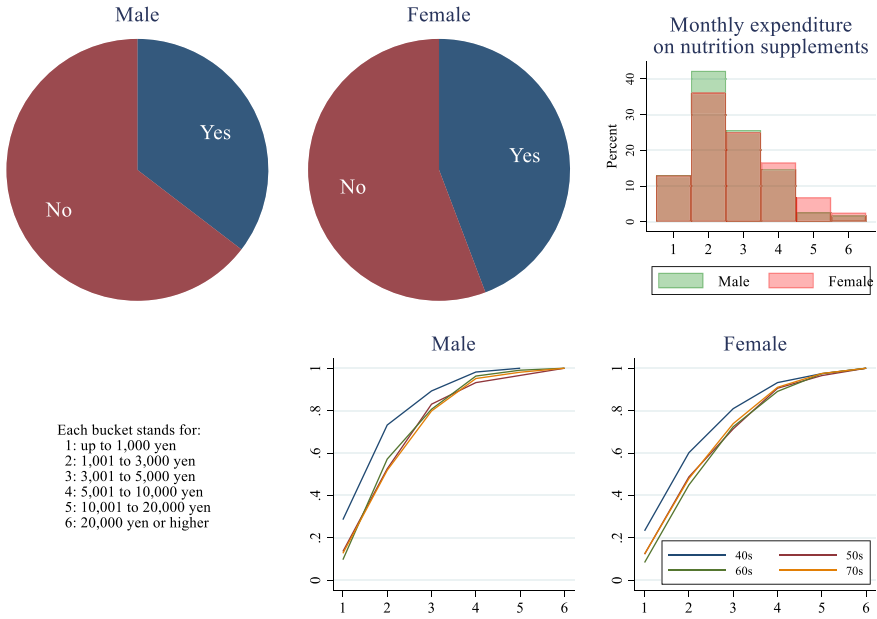 Male
Yes
No
Female
Yes
No
Monthly expenditure
on nutrition supplements
Percent
40
30
20
10
0
1 2 3 4 5 6
Male Female
Each bucket stands for:
1: up to 1,000 yen
2: 1,001 to 3,000 yen
3: 3,001 to 5,000 yen
4: 5,001 to 10,000 yen
5: 10,001 to 20,000 yen
6: 20,000 yen or higher
Male
1
.8
.6
.4
.2
0
1 2 3 4 5 6
Female
1
.8
.6
.4
.2
0
40s 50s
60s 70s
1 2 3 4 5 6